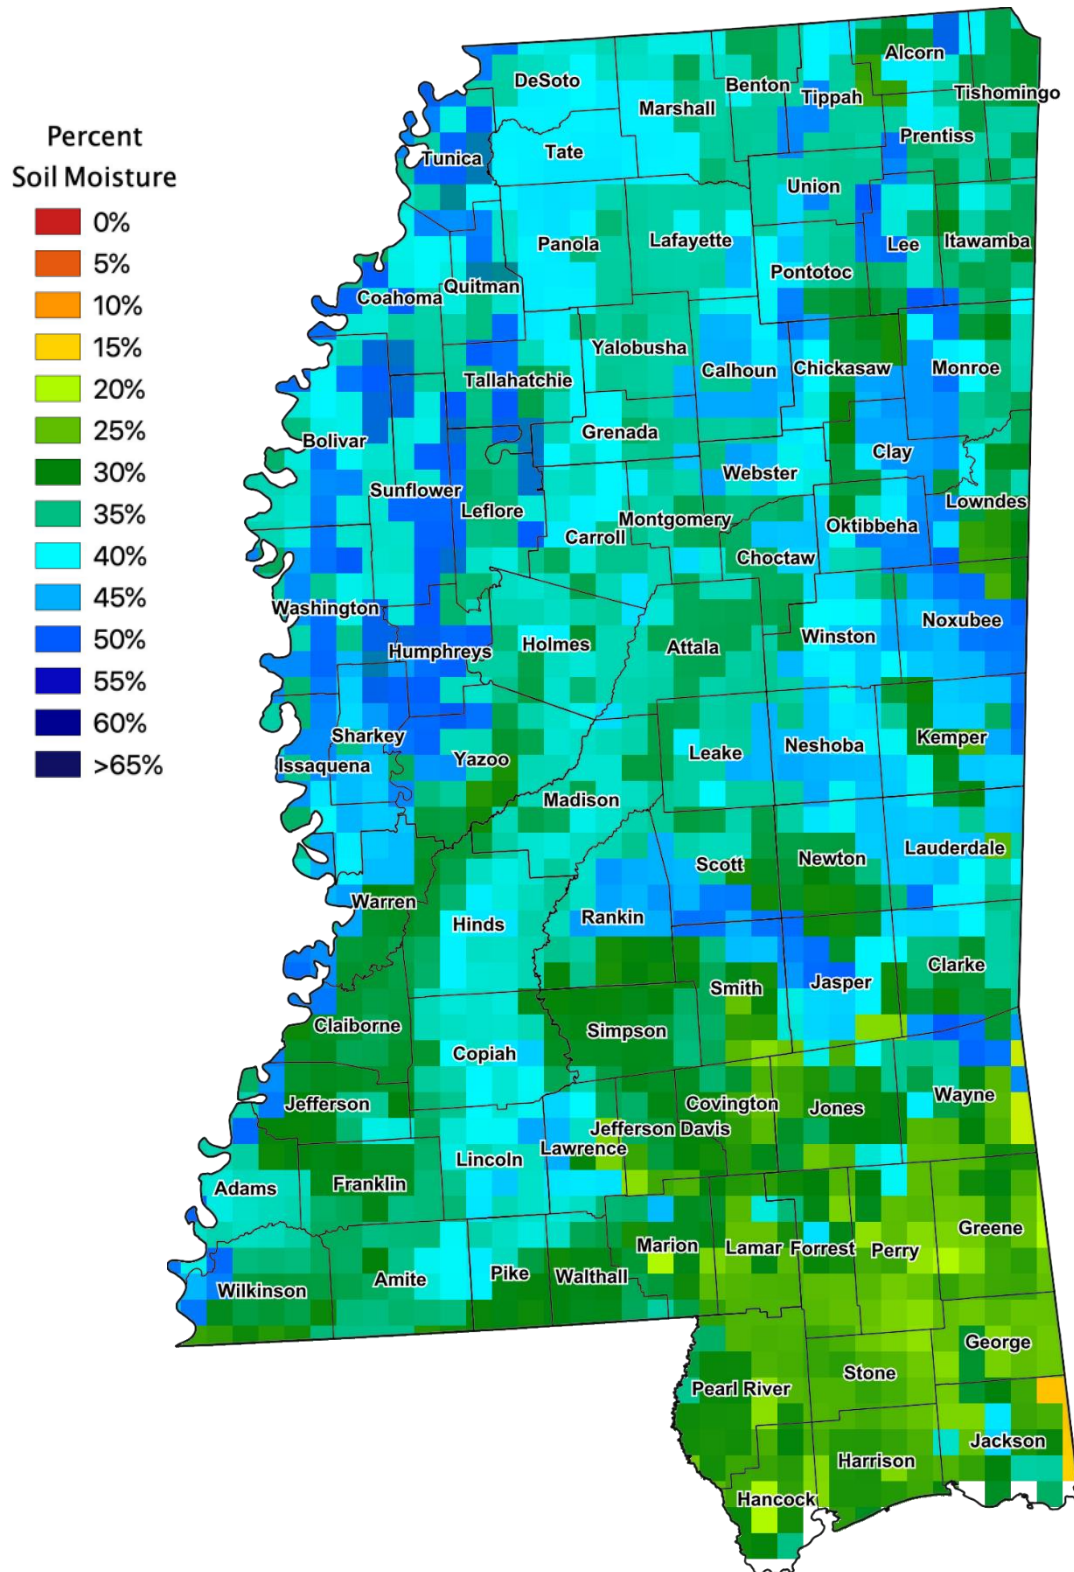 Percent
Soil Moisture
0%
5%
10%
15%
20%
25%
30%
35%
40%
45%
50%
55%
60%
>65%
Alcorn
DeSoto
Benton
Tippah
Tishomingo
Marshall
Prentiss
Tunica
Tate
Union
Panola
Lafayette
Lee
Itawamba
Pontotoc
Quitman
Coahoma
Yalobusha
Calhoun
Chickasaw
Monroe
Tallahatchie
Grenada
Bolivar
Clay
Webster
Sunflower
Leflore
Montgomery
Oktibbeha
Lowndes
Carroll
Choctaw
Washington
Noxubee
Winston
Humphreys
Holmes
Attala
Sharkey
Kemper
Issaquena
Yazoo
Leake
Neshoba
Madison
Lauderdale
Scott
Newton
Warren
Hinds
Rankin
Clarke
Smith
Jasper
Claiborne
Simpson
Copiah
Jefferson
Wayne
Covington
Jones
Jefferson Davis
Lawrence
Lincoln
Adams
Franklin
Greene
Marion
Lamar
Forrest
Perry
Wilkinson
Amite
Pike
Walthall
George
Stone
Pearl River
Jackson
Harrison
Hancock